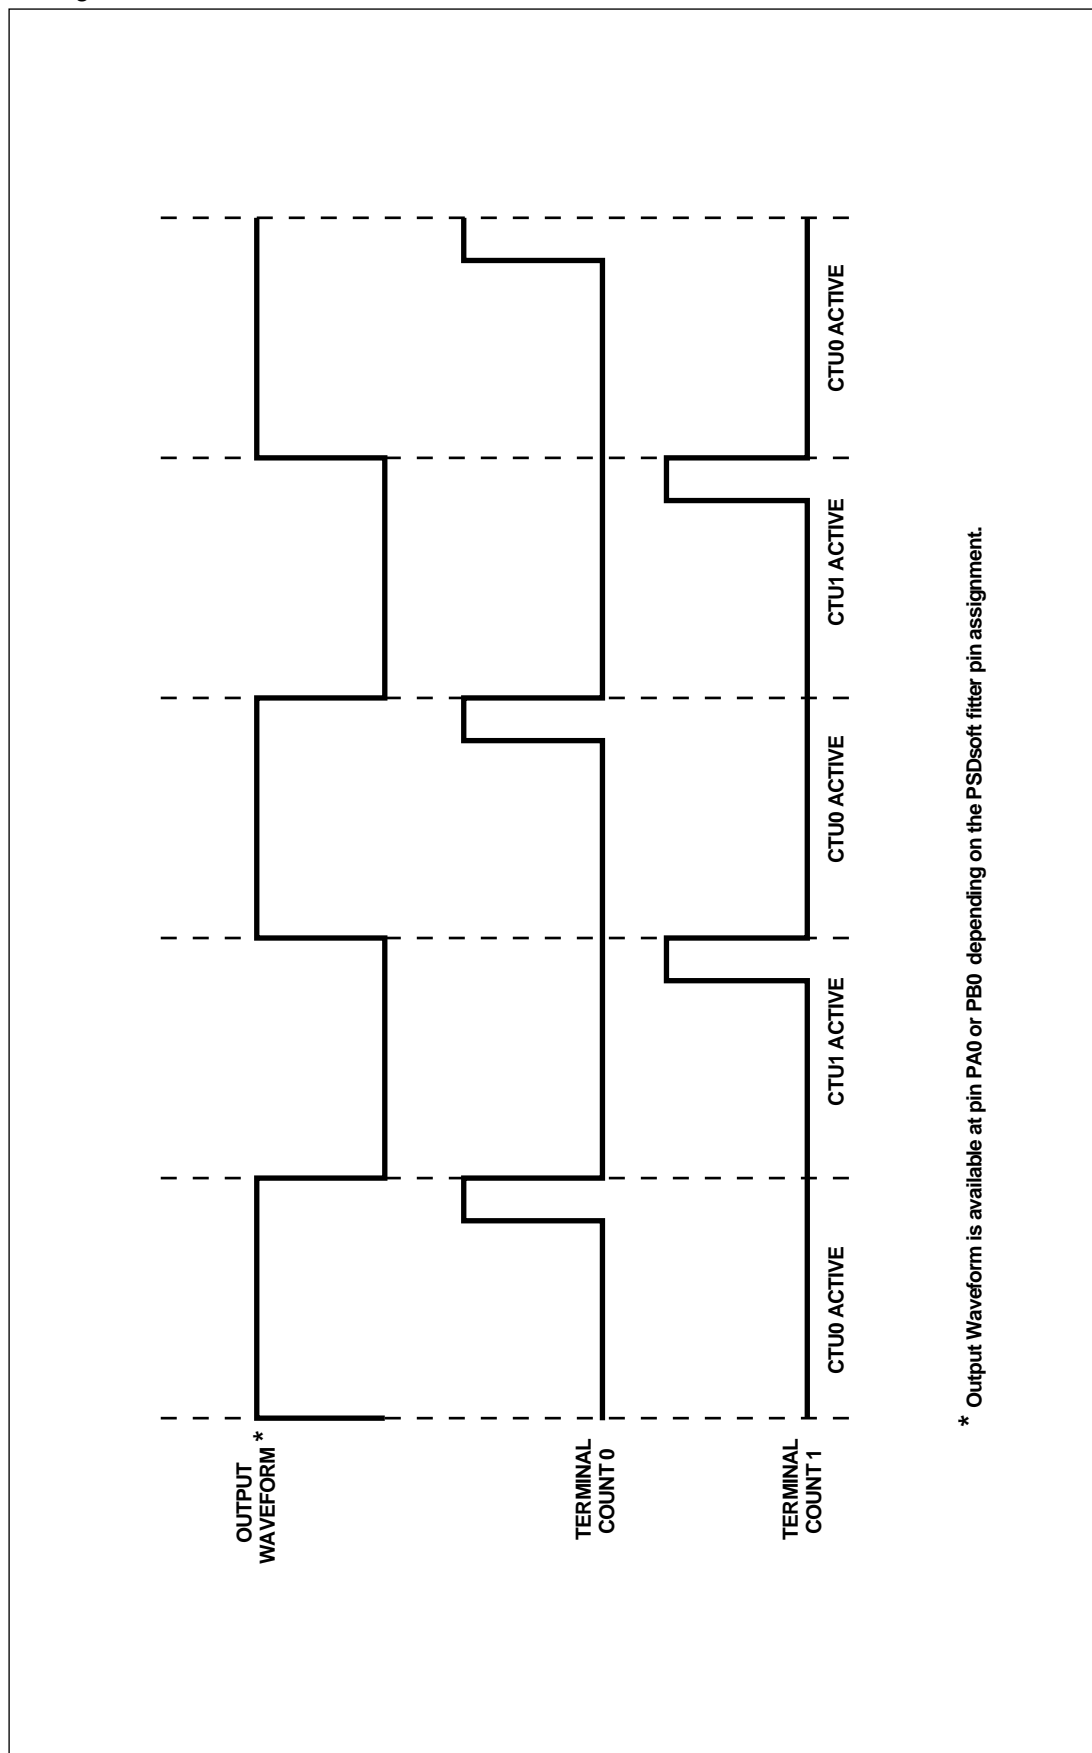 OUTPUT
WAVEFORM *
TERMINAL
COUNT 0
TERMINAL
COUNT 1
CTU0 ACTIVE
CTU1 ACTIVE
CTU0 ACTIVE
CTU1 ACTIVE
CTU0 ACTIVE
* Output Waveform is available at pin PA0 or PB0 depending on the PSDsoft fitter pin assignment.